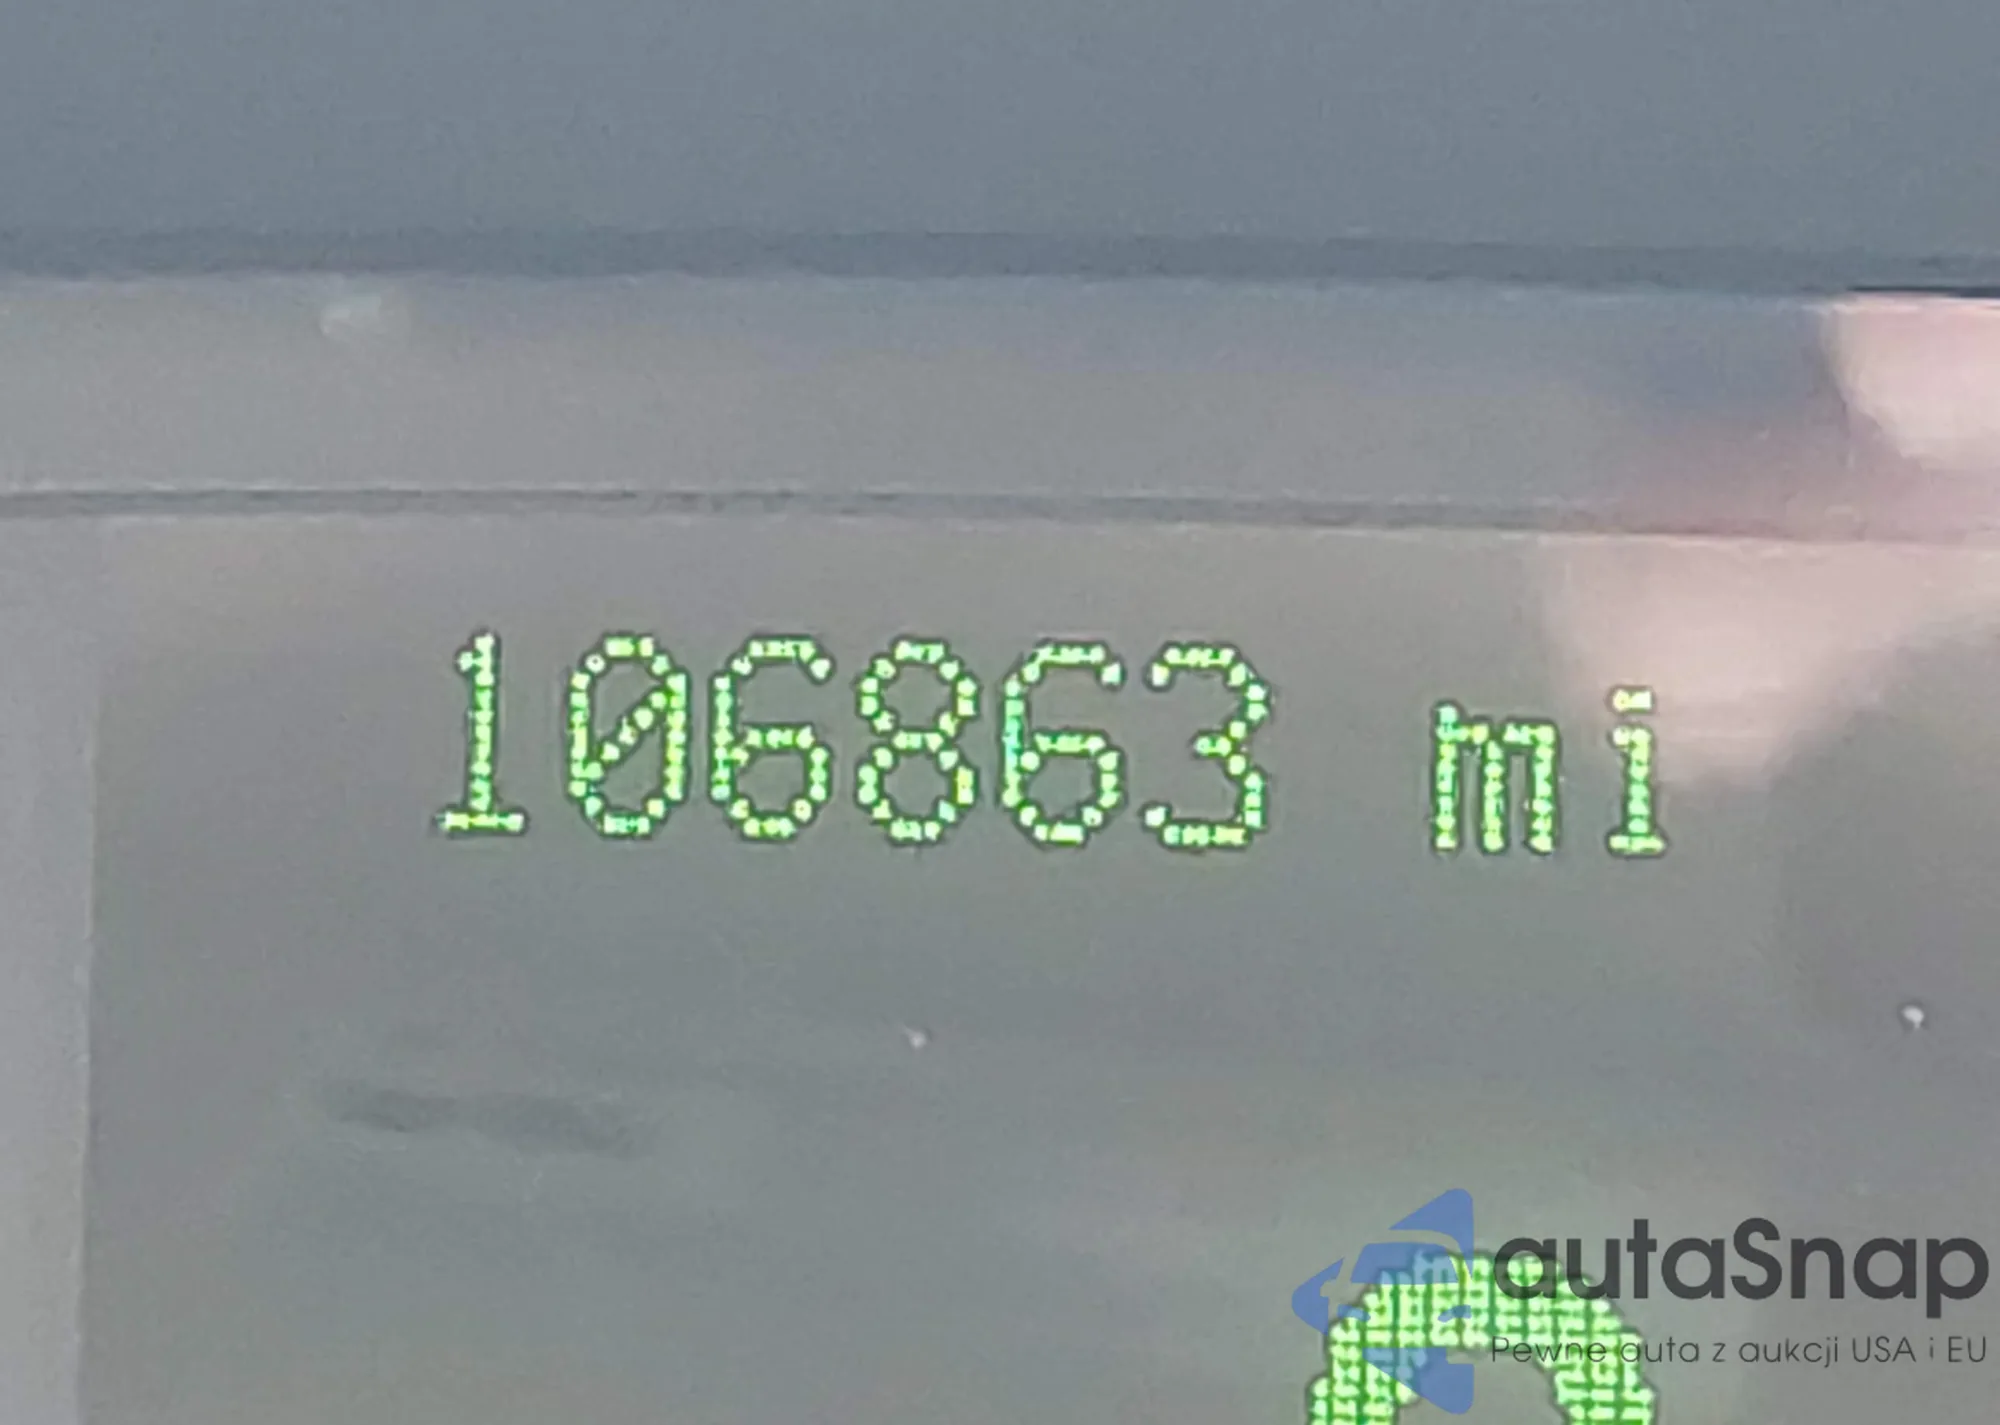 106863 mi
autaSnap
Pewne auta z aukcji USA i EU